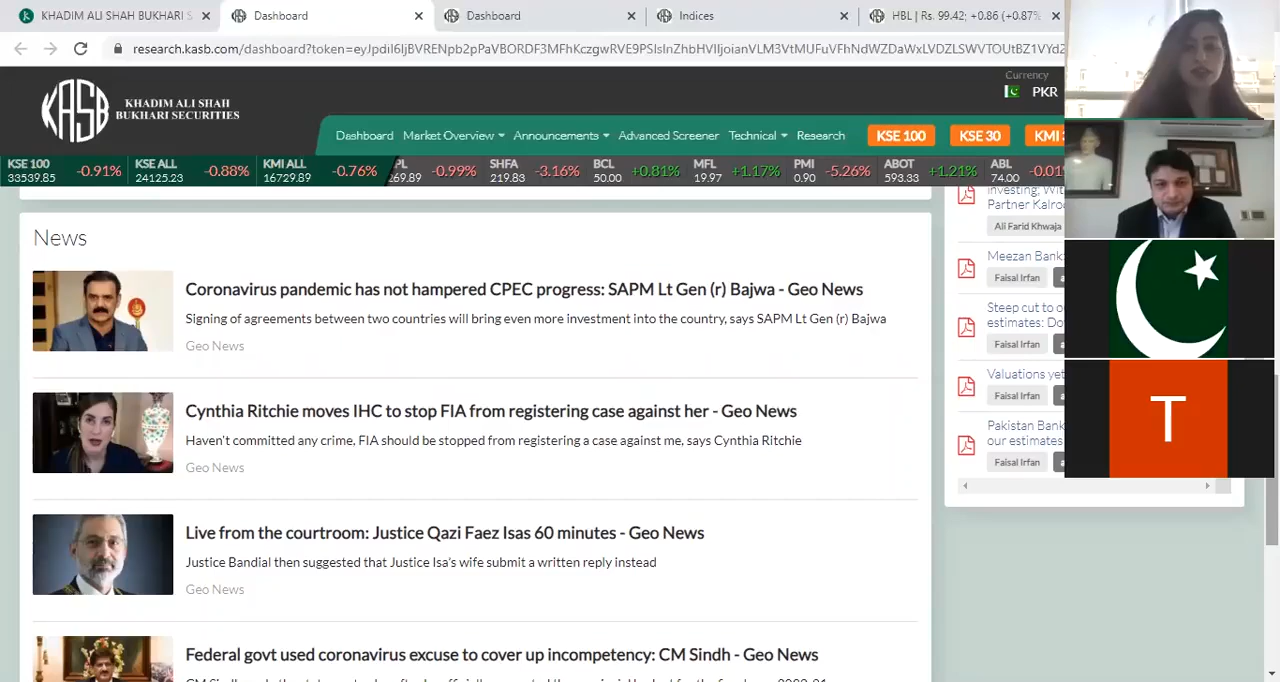 KHADIM ALI SHAH BUKHARI S
Dashboard
Dashboard
Indices
HBL | Rs. 99.42; +0.86 (+0.87%
Currency
PKR
KASB
KHADIM ALI SHAH
BUKHARI SECURITIES
Dashboard Market Overview Announcements Advanced Screener Technical Research KSE 100 KSE 30
KSE 100 33539.85 -0.91%
KSE ALL 24125.23 -0.88%
KMI ALL 16729.89 -0.76%
-0.99%
SHFA 219.83 -3.16%
BCL 50.00 +0.81%
MFL 19.97 +1.17%
PMI 0.90 -5.26%
ABOT 593.33 +1.21%
ABL 74.00
News
Coronavirus pandemic has not hampered CPEC progress: SAPM Lt Gen (r) Bajwa - Geo News
Signing of agreements between two countries will bring even more investment into the country, says SAPM Lt Gen (r) Bajwa
Geo News
Cynthia Ritchie moves IHC to stop FIA from registering case against her - Geo News
Haven't committed any crime, FIA should be stopped from registering a case against me, says Cynthia Ritchie
Geo News
Live from the courtroom: Justice Qazi Faez Isas 60 minutes - Geo News
Justice Bandial then suggested that Justice Isa's wife submit a written reply instead
Geo News
Federal govt used coronavirus excuse to cover up incompetency: CM Sindh - Geo News
investing; Wit
Partner Kalro
Ali Farid Khwaja
Meezan Bank:
Faisal Irfan
Steep cut to o
estimates: Do
Faisal Irfan
Valuations yet
Faisal Irfan
Pakistan Bank
our estimates
Faisal Irfan
T